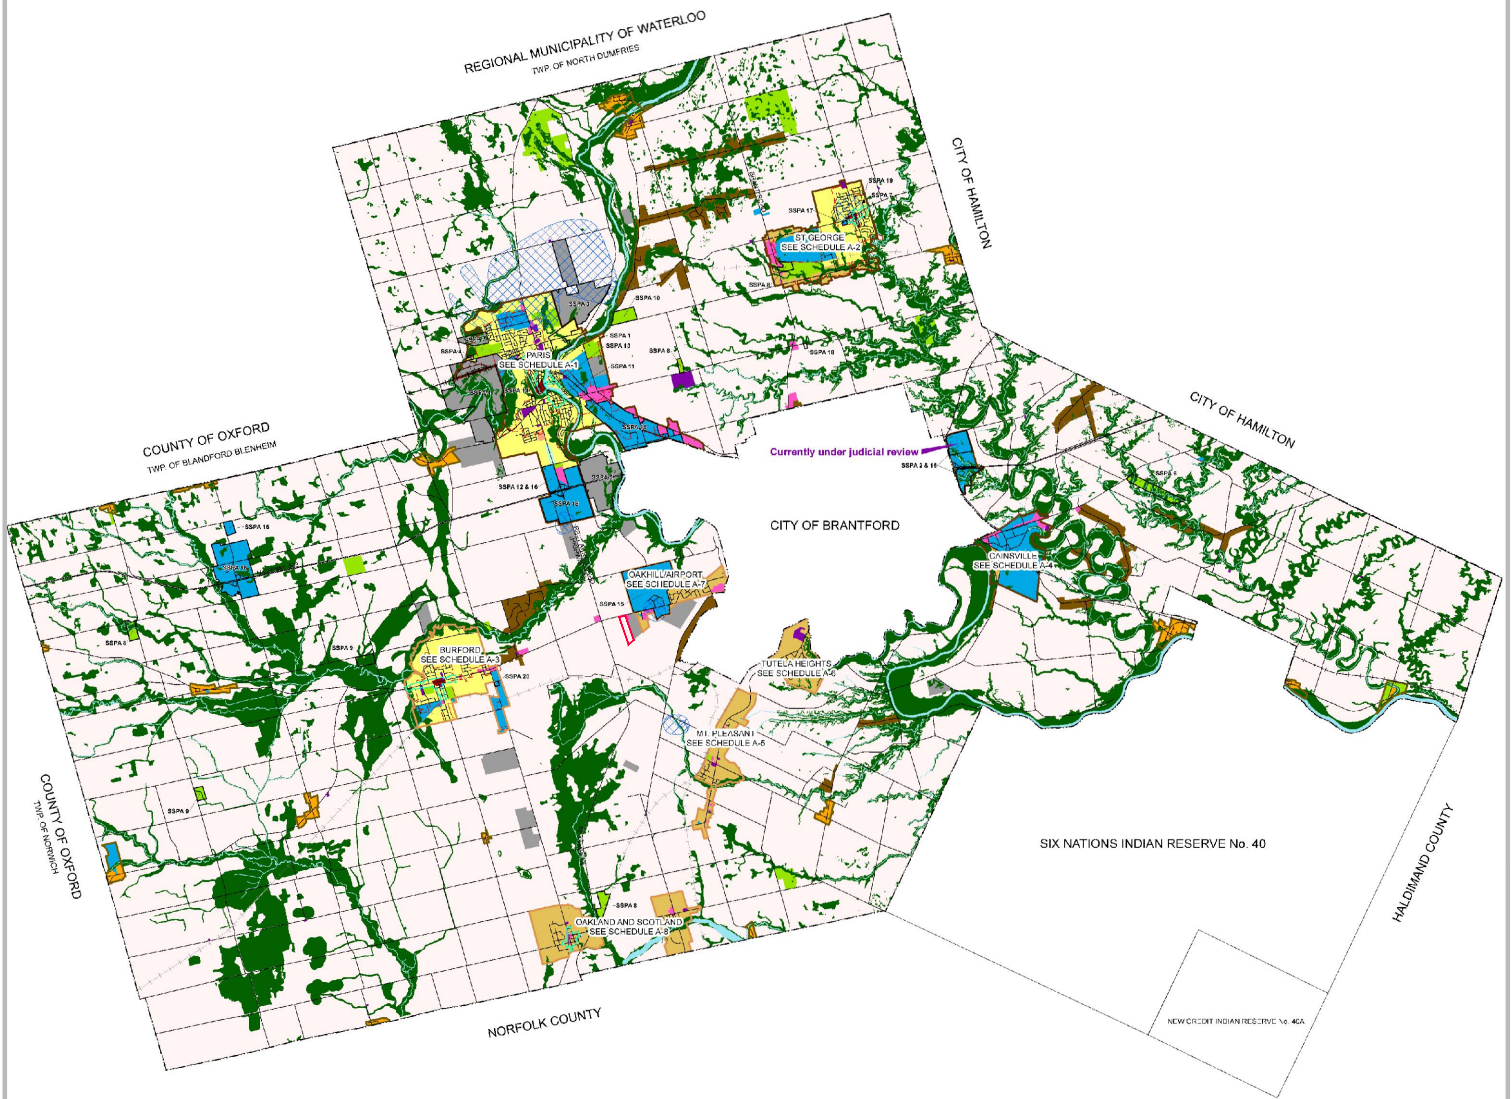 REGIONAL MUNICIPALITY OF WATERLOO
TWP. OF NORTH DUMFRIES
CITY OF HAMILTON
SSPA 19
SSPA 7
SSPA 17
ST. GEORGE
SEE SCHEDULE A-2
SSPA 6
SSPA 3
SSPA 10
SSPA 1
SSPA 13
SSPA 4
SSPA 8
SSPA 18
PARIS
SEE SCHEDULE A-1
SSPA 11
CITY OF HAMILTON
COUNTY OF OXFORD
TWP. OF BLANDFORD BLENHEIM
Currently under judicial review
SSPA 2 & 16
SSPA 12 & 16
CITY OF BRANTFORD
SSPA 16
CAINSVILLE
SEE SCHEDULE A-4
OAKHILL/AIRPORT
SEE SCHEDULE A-7
SSPA 15
SSPA 8
SSPA 9
BURFORD
SEE SCHEDULE A-3
SSPA 20
TUTELA HEIGHTS
SEE SCHEDULE A-6
MT. PLEASANT
SEE SCHEDULE A-5
COUNTY OF OXFORD
TWP. OF NORWICH
SSPA 9
SIX NATIONS INDIAN RESERVE No. 40
HALDIMAND COUNTY
SSPA 8
OAKLAND AND SCOTLAND
SEE SCHEDULE A-8
NORFOLK COUNTY
NEW CREDIT INDIAN RESERVE No. 40A